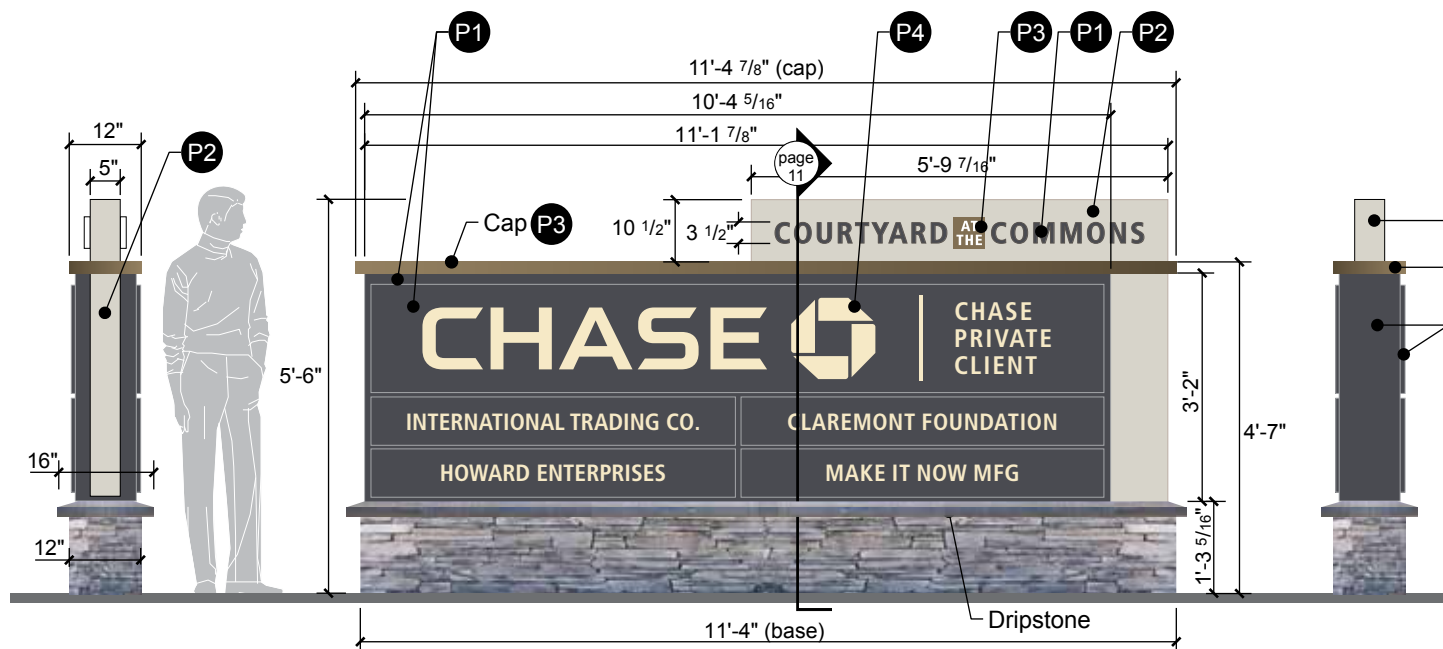 P1
P4
P3
P1
P2
11'-4 7/8" (cap)
10'-4 5/16"
11'-1 7/8"
12"
5"
P2
page
11
5'-9 7/16"
Cap P3
10 1/2"
3 1/2"
COURTYARD AT THE COMMONS
CHASE
CHASE
PRIVATE
CLIENT
5'-6"
3'-2"
4'-7"
INTERNATIONAL TRADING CO.
CLAREMONT FOUNDATION
16"
HOWARD ENTERPRISES
MAKE IT NOW MFG
12"
1'-3 5/16"
Dripstone
11'-4" (base)